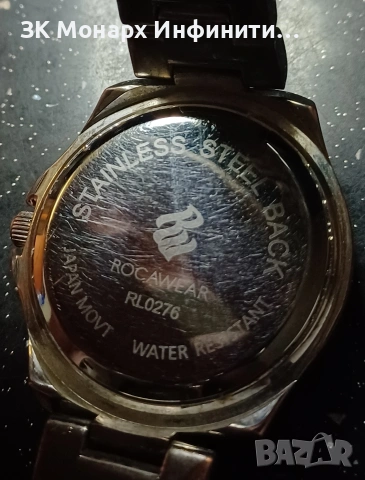 ЗК Монарх Инфинити...
STAINLESS STEEL BACK
ROCAWEAR
RL0276
JAPAN MOVT
WATER RESISTANT
BAZAR